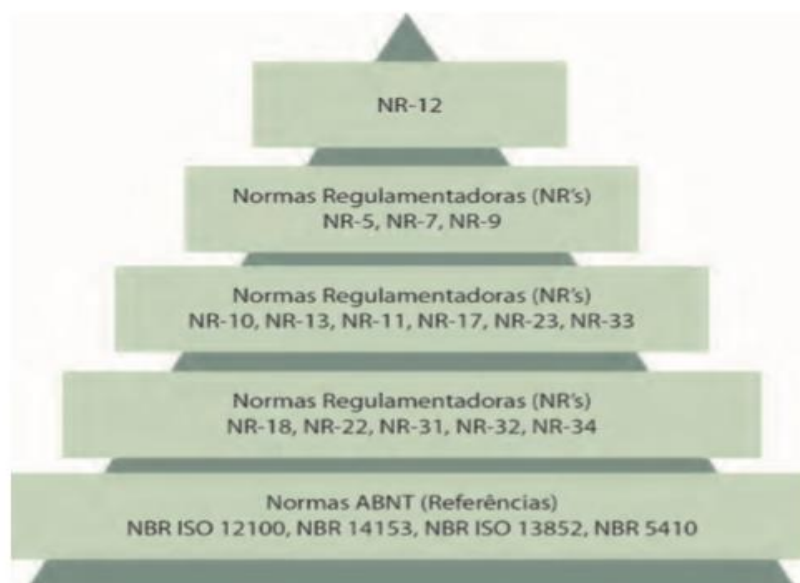 NR-12
Normas Regulamentadoras (NR's)
NR-5, NR-7, NR-9
Normas Regulamentadoras (NR's)
NR-10, NR-13, NR-11, NR-17, NR-23, NR-33
Normas Regulamentadoras (NR's)
NR-18, NR-22, NR-31, NR-32, NR-34
Normas ABNT (Referências)
NBR ISO 12100, NBR 14153, NBR ISO 13852, NBR 5410